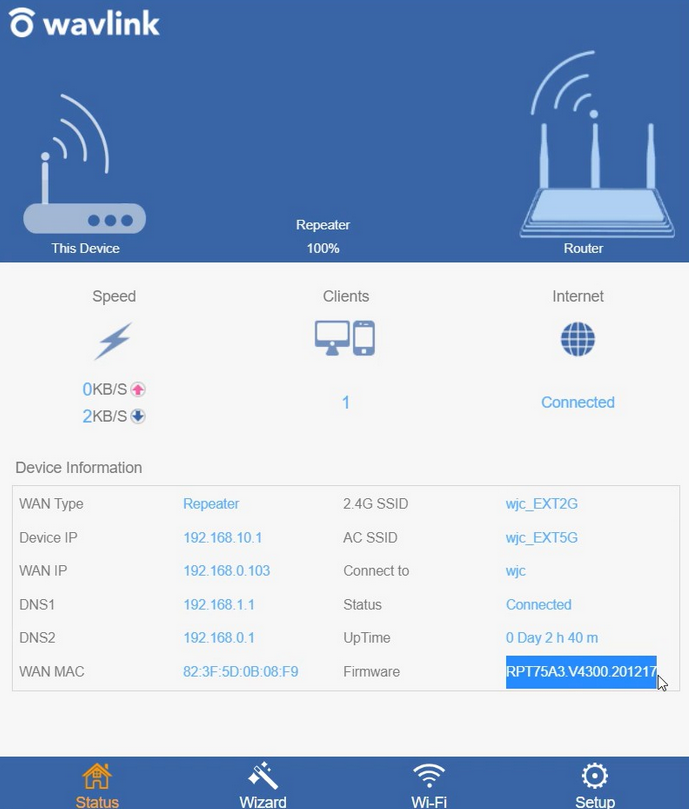 wavlink
Repeater
This Device 100% Router
Speed Clients Internet
0KB/S
2KB/S 1 Connected
Device Information
WAN Type Repeater 2.4G SSID wjc_EXT2G
Device IP 192.168.10.1 AC SSID wjc_EXT5G
WAN IP 192.168.0.103 Connect to wjc
DNS1 192.168.1.1 Status Connected
DNS2 192.168.0.1 UpTime 0 Day 2 h 40 m
WAN MAC 82:3F:5D:0B:08:F9 Firmware RPT75A3.V4300.201217
Status Wizard Wi-Fi Setup